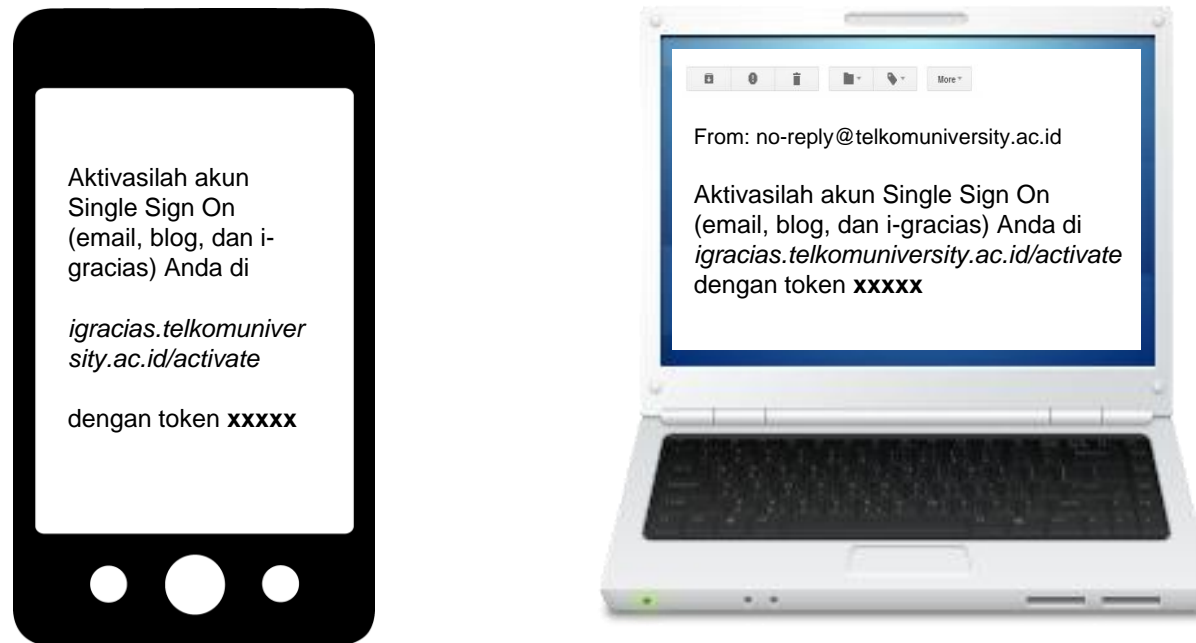 Aktivasilah akun
Single Sign On
(email, blog, dan i-
gracias) Anda di
igracias.telkomuniver
sity.ac.id/activate
dengan token xxxxx
More
From: no-reply@telkomuniversity.ac.id
Aktivasilah akun Single Sign On
(email, blog, dan i-gracias) Anda di
igracias.telkomuniversity.ac.id/activate
dengan token xxxxx